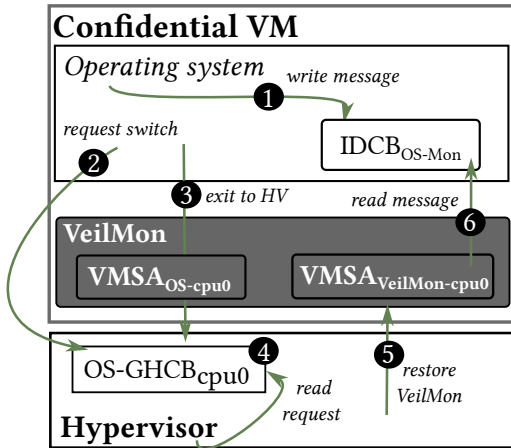 Confidential VM
Operating system
1 write message
request switch
2
IDCB_OS-Mon
3 exit to HV
read message 6
VeilMon
VMSA_OS-cpu0
VMSA_VeilMon-cpu0
OS-GHCB_cpu0 4
5 restore
VeilMon
read
request
Hypervisor